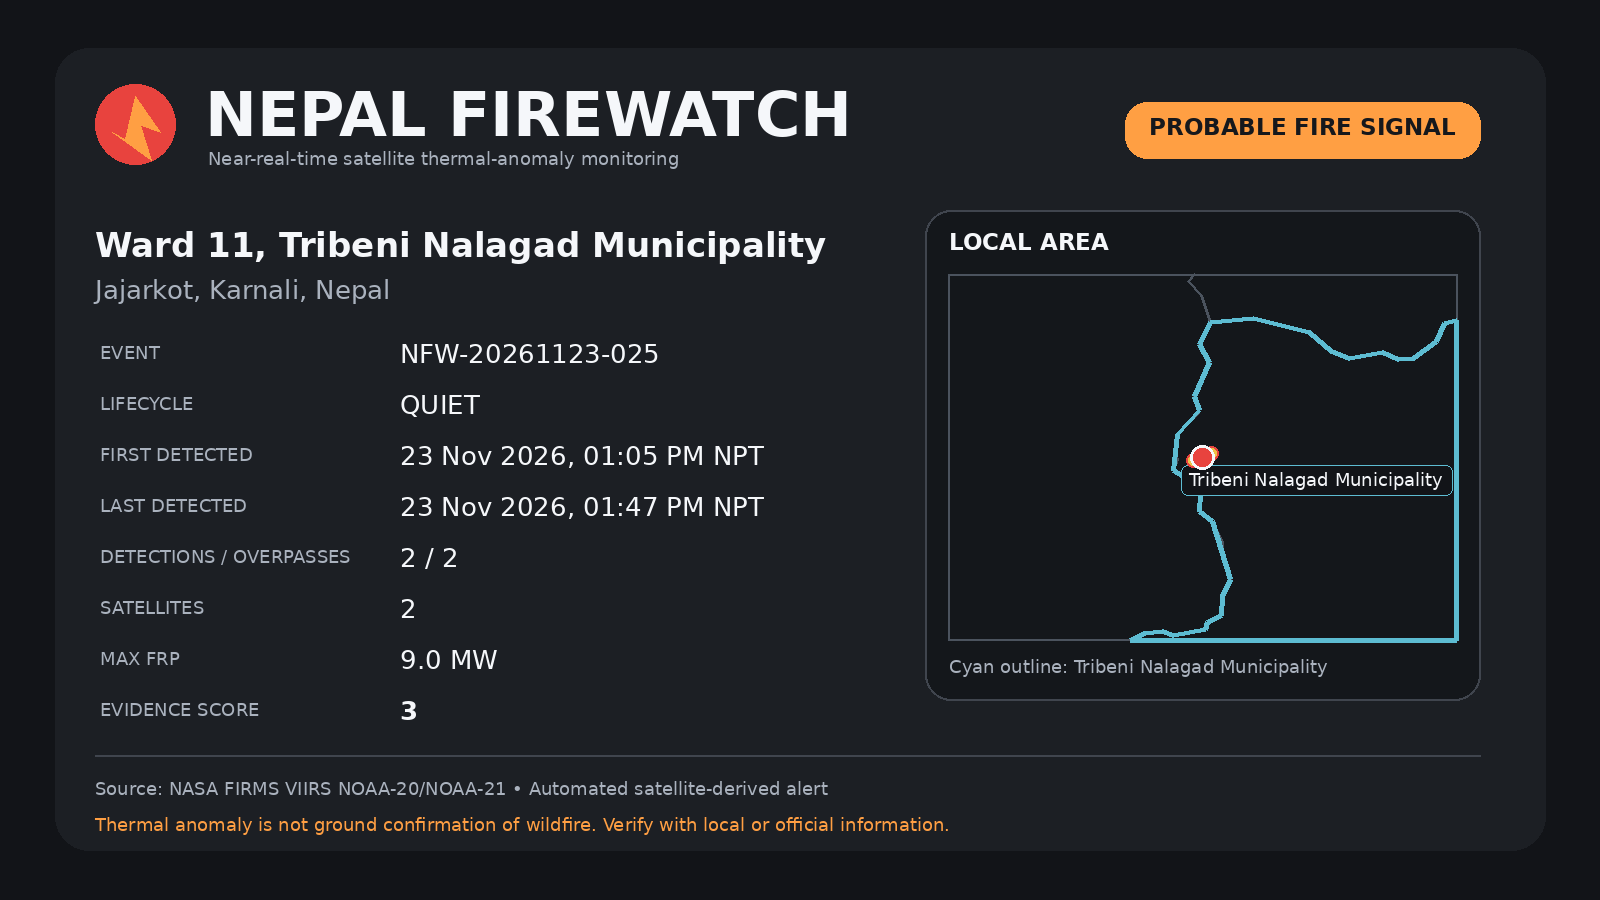 NEPAL FIREWATCH
Near-real-time satellite thermal-anomaly monitoring
PROBABLE FIRE SIGNAL
Ward 11, Tribeni Nalagad Municipality
Jajarkot, Karnali, Nepal
EVENT NFW-20261123-025
LIFECYCLE QUIET
FIRST DETECTED 23 Nov 2026, 01:05 PM NPT
LAST DETECTED 23 Nov 2026, 01:47 PM NPT
DETECTIONS / OVERPASSES 2 / 2
SATELLITES 2
MAX FRP 9.0 MW
EVIDENCE SCORE 3
LOCAL AREA
Tribeni Nalagad Municipality
Cyan outline: Tribeni Nalagad Municipality
Source: NASA FIRMS VIIRS NOAA-20/NOAA-21 • Automated satellite-derived alert
Thermal anomaly is not ground confirmation of wildfire. Verify with local or official information.